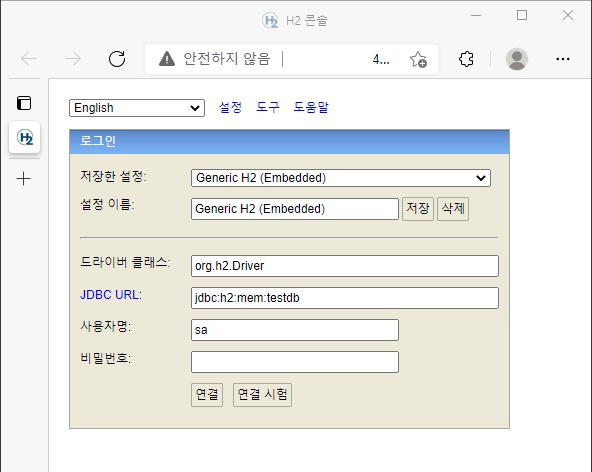 H2 콘솔
안전하지 않음 4...
English 설정 도구 도움말
로그인
저장한 설정: Generic H2 (Embedded)
설정 이름: Generic H2 (Embedded) 저장 삭제
드라이버 클래스: org.h2.Driver
JDBC URL: jdbc:h2:mem:testdb
사용자명: sa
비밀번호:
연결 연결 시험